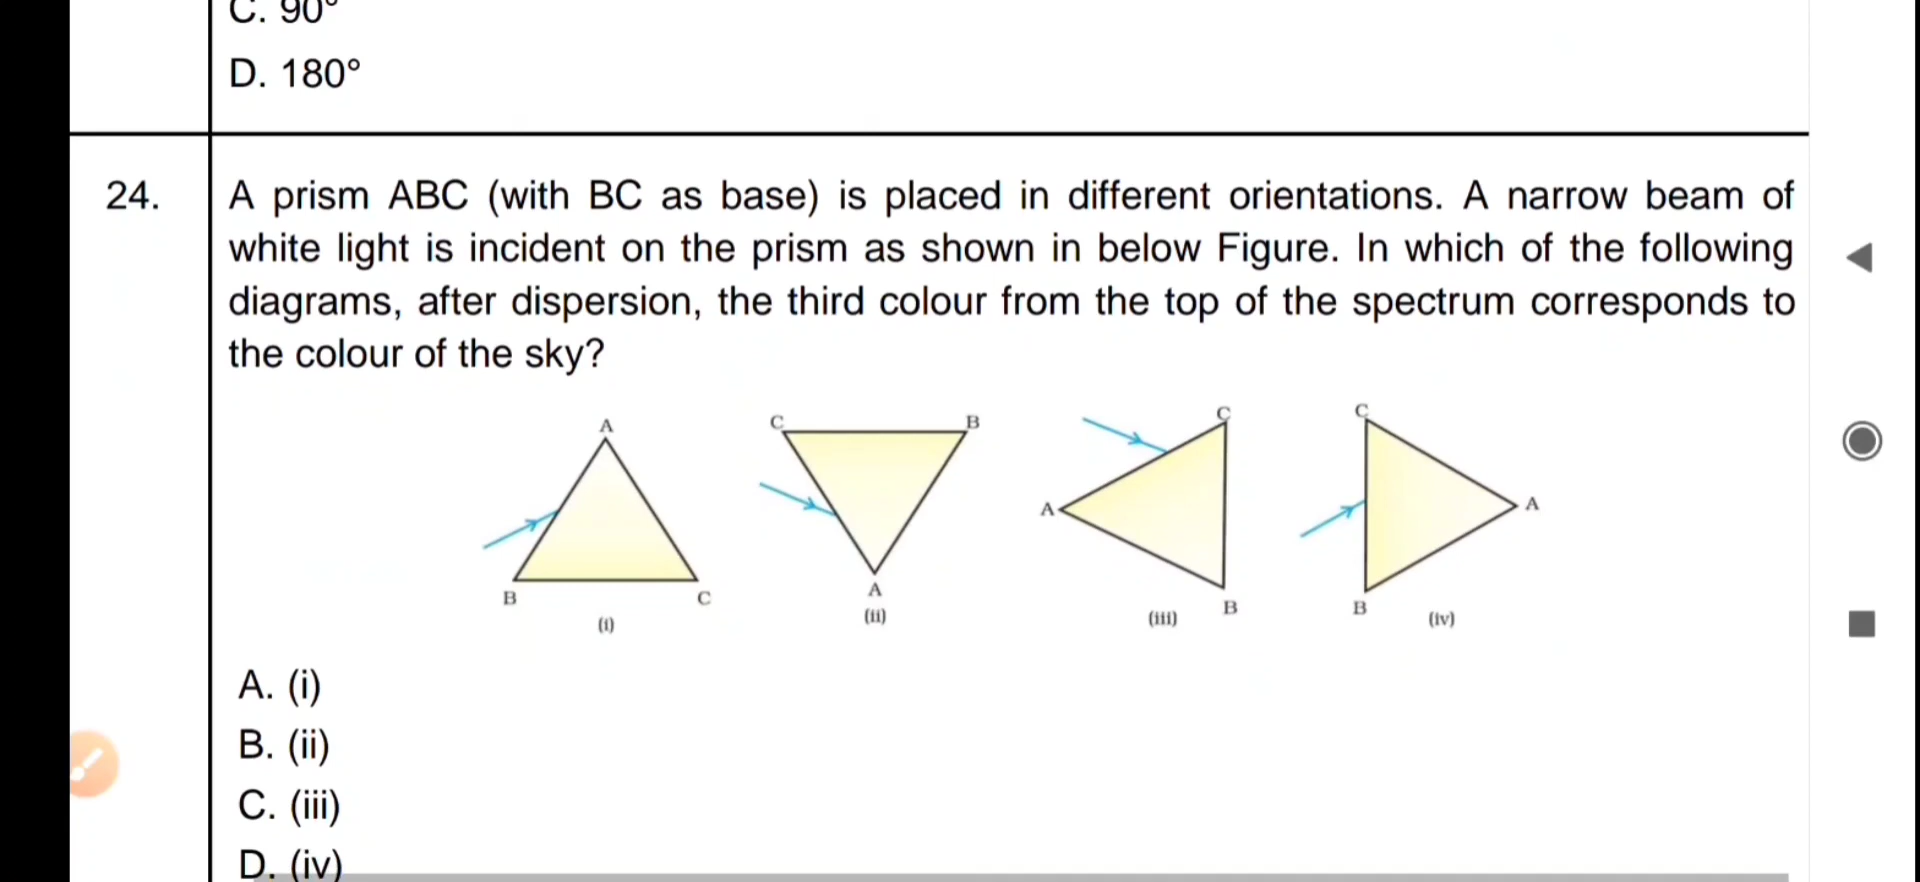 C. 90°
D. 180°
24.
A prism ABC (with BC as base) is placed in different orientations. A narrow beam of
white light is incident on the prism as shown in below Figure. In which of the following
diagrams, after dispersion, the third colour from the top of the spectrum corresponds to
the colour of the sky?
A
B
C
(i)
C
B
A
(ii)
C
A
B
(iii)
C
A
B
(iv)
A. (i)
B. (ii)
C. (iii)
D. (iv)